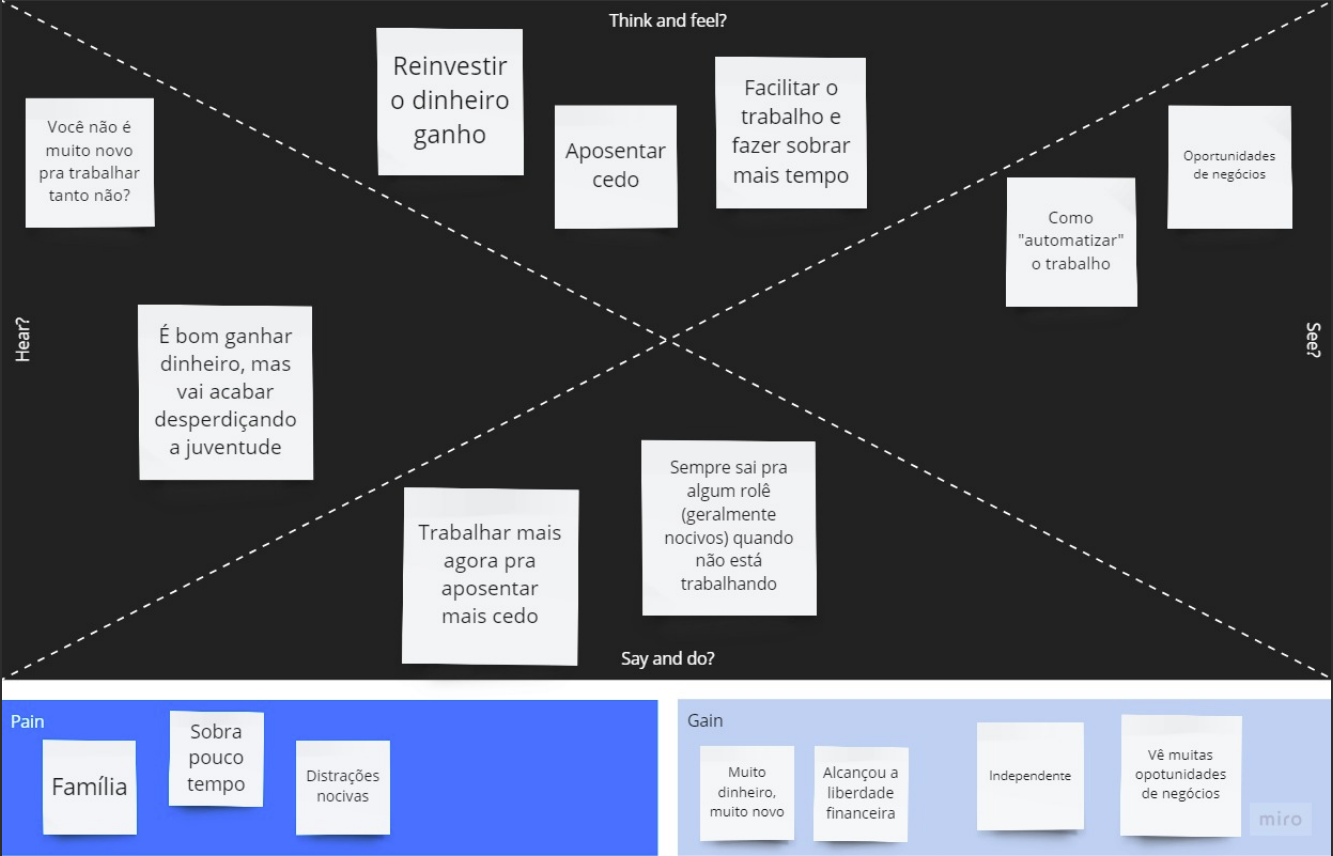 Think and feel?
Reinvestir
o dinheiro
ganho
Aposentar
cedo
Facilitar o
trabalho e
fazer sobrar
mais tempo
Hear?
Você não é
muito novo
pra trabalhar
tanto não?
É bom ganhar
dinheiro, mas
vai acabar
desperdiçando
a juventude
See?
Como
"automatizar"
o trabalho
Oportunidades
de negócios
Trabalhar mais
agora pra
aposentar
mais cedo
Sempre sai pra
algum rolê
(geralmente
nocivos) quando
não está
trabalhando
Say and do?
Pain
Família
Sobra
pouco
tempo
Distrações
nocivas
Gain
Muito
dinheiro,
muito novo
Alcançou a
liberdade
financeira
Independente
Vê muitas
opotunidades
de negócios
miro